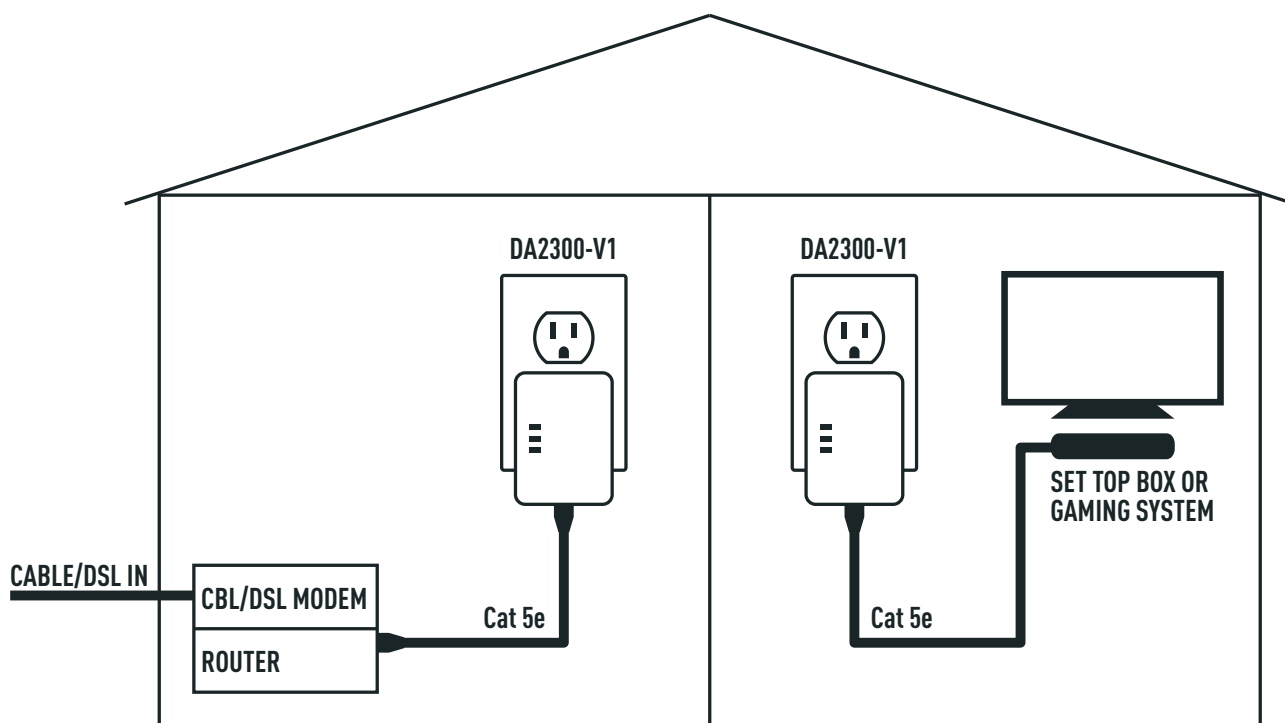 DA2300-V1
DA2300-V1
SET TOP BOX OR
GAMING SYSTEM
CABLE/DSL IN
CBL/DSL MODEM
ROUTER
Cat 5e
Cat 5e